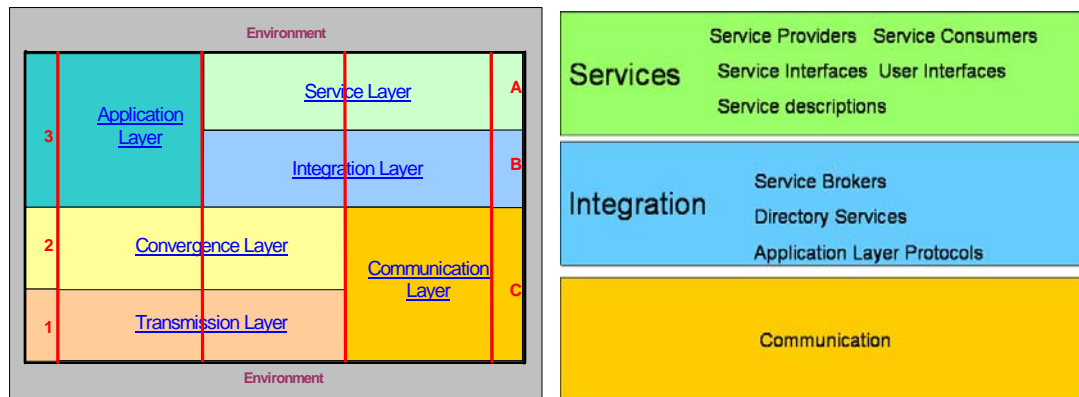 Environment
Service Layer
A
Application
Layer
3
Integration Layer
B
2
Convergence Layer
Communication
Layer
C
1
Transmission Layer
Environment
Service Providers Service Consumers
Services
Service Interfaces User Interfaces
Service descriptions
Service Brokers
Integration
Directory Services
Application Layer Protocols
Communication